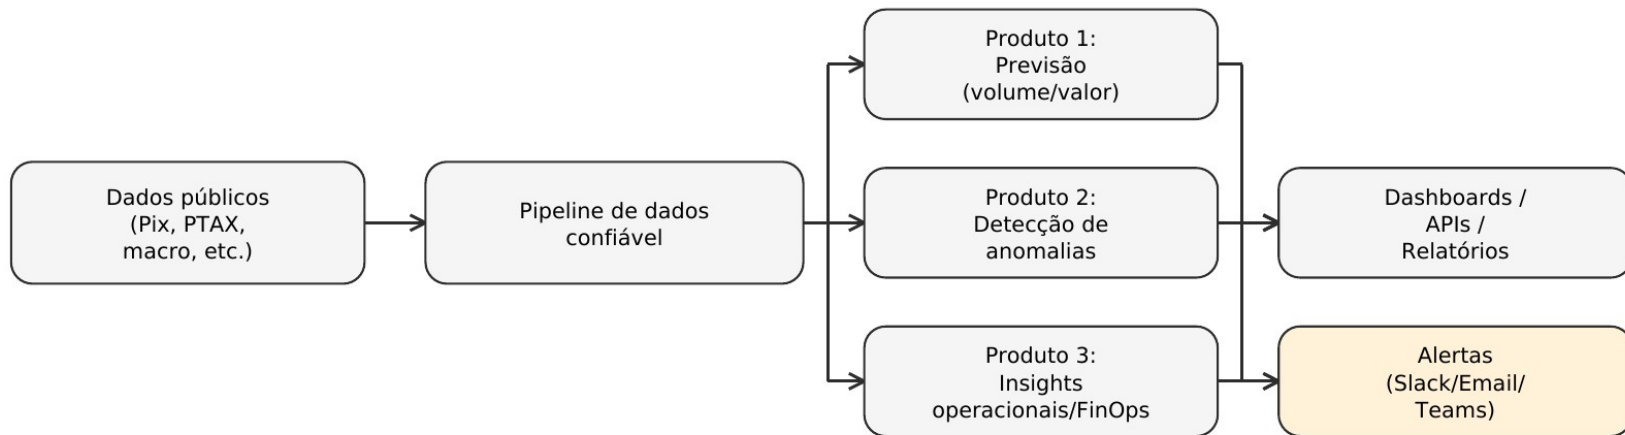 Dados públicos
(Pix, PTAX,
macro, etc.)
Pipeline de dados
confiável
Produto 1:
Previsão
(volume/valor)
Produto 2:
Detecção de
anomalias
Produto 3:
Insights
operacionais/FinOps
Dashboards /
APIs /
Relatórios
Alertas
(Slack/Email/
Teams)